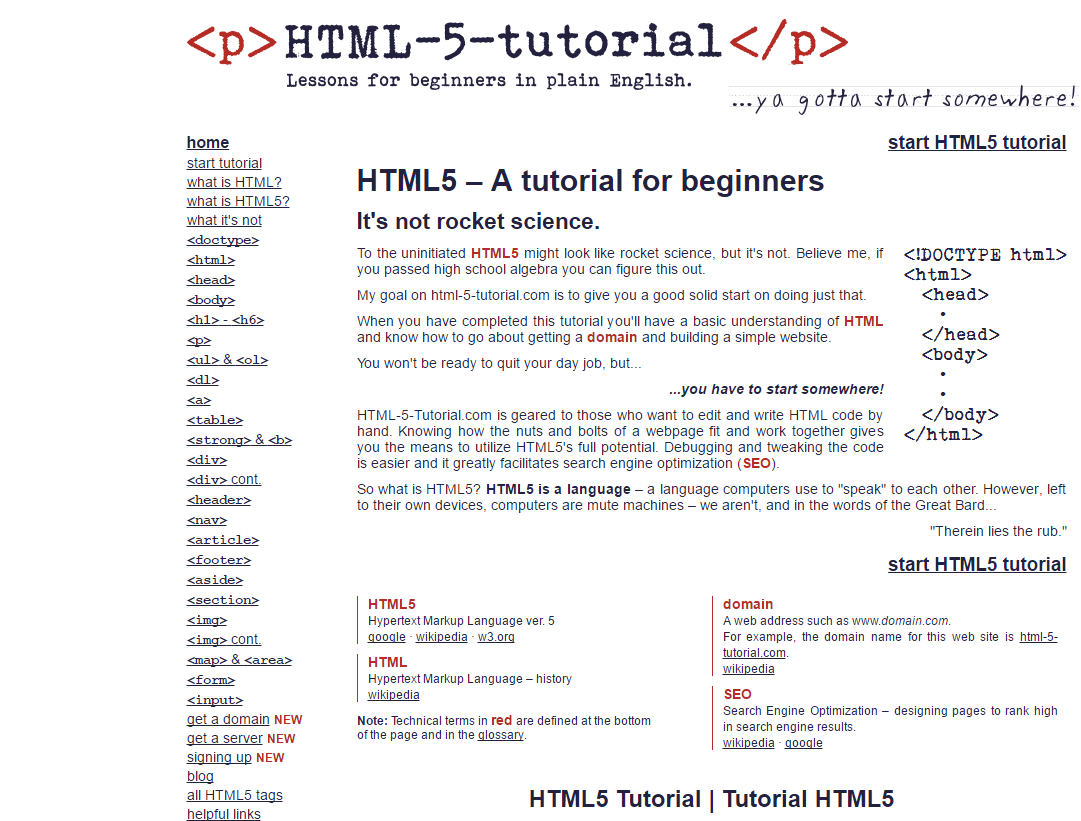 <p>HTML-5-tutorial</p>
Lessons for beginners in plain English.
...ya gotta start somewhere!
home
start tutorial
what is HTML?
what is HTML5?
what it's not
<doctype>
<html>
<head>
<body>
<h1> - <h6>
<p>
<ul> & <ol>
<dl>
<a>
<table>
<strong> & <b>
<div>
<div> cont.
<header>
<nav>
<article>
<footer>
<aside>
<section>
<img>
<img> cont.
<map> & <area>
<form>
<input>
get a domain NEW
get a server NEW
signing up NEW
blog
all HTML5 tags
helpful links
start HTML5 tutorial
HTML5 – A tutorial for beginners
It's not rocket science.
To the uninitiated HTML5 might look like rocket science, but it's not. Believe me, if
you passed high school algebra you can figure this out.
My goal on html-5-tutorial.com is to give you a good solid start on doing just that.
When you have completed this tutorial you'll have a basic understanding of HTML
and know how to go about getting a domain and building a simple website.
You won't be ready to quit your day job, but...
...you have to start somewhere!
HTML-5-Tutorial.com is geared to those who want to edit and write HTML code by
hand. Knowing how the nuts and bolts of a webpage fit and work together gives
you the means to utilize HTML5's full potential. Debugging and tweaking the code
is easier and it greatly facilitates search engine optimization (SEO).
<!DOCTYPE html>
<html>
<head>
•
</head>
<body>
•
•
</body>
</html>
So what is HTML5? HTML5 is a language – a language computers use to "speak" to each other. However, left
to their own devices, computers are mute machines – we aren't, and in the words of the Great Bard...
"Therein lies the rub."
start HTML5 tutorial
HTML5
Hypertext Markup Language ver. 5
google · wikipedia · w3.org
HTML
Hypertext Markup Language – history
wikipedia
Note: Technical terms in red are defined at the bottom
of the page and in the glossary.
domain
A web address such as www.domain.com.
For example, the domain name for this web site is html-5-
tutorial.com.
wikipedia
SEO
Search Engine Optimization – designing pages to rank high
in search engine results.
wikipedia · google
HTML5 Tutorial | Tutorial HTML5